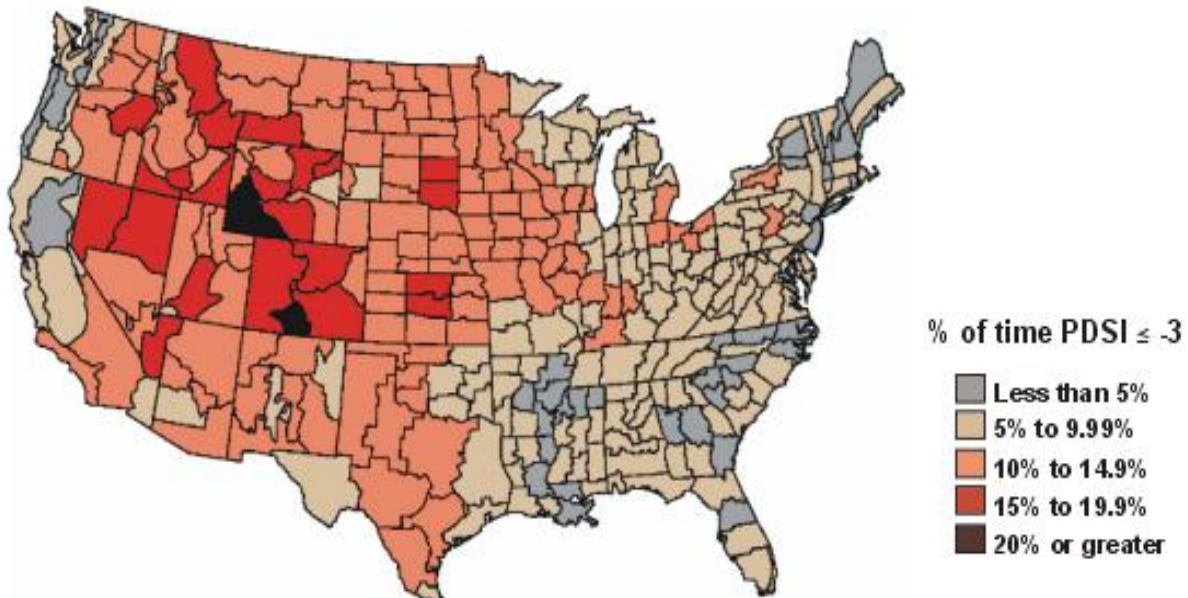 % of time PDSI ≤ -3
Less than 5%
5% to 9.99%
10% to 14.9%
15% to 19.9%
20% or greater